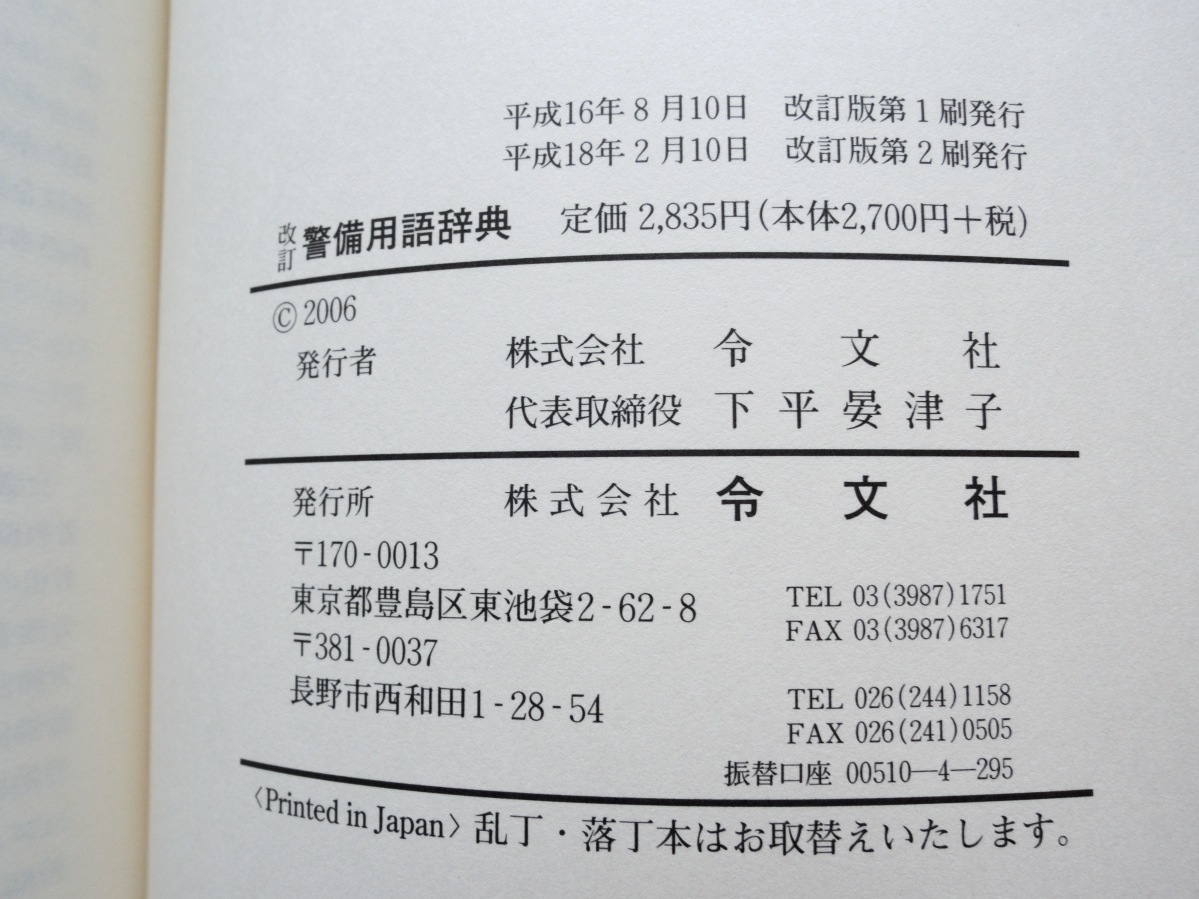 平成16年8月10日 改訂版第1刷発行
平成18年2月10日 改訂版第2刷発行
改訂 警備用語辞典 定価 2,835円(本体2,700円+税)
©2006
発行者 株式会社 令文社
代表取締役 下平晏津子
発行所 株式会社 令文社
〒170-0013
東京都豊島区東池袋2-62-8 TEL 03(3987)1751
FAX 03(3987)6317
〒381-0037
長野市西和田1-28-54 TEL 026(244)1158
FAX 026(241)0505
振替口座 00510―4―295
〈Printed in Japan〉乱丁・落丁本はお取替えいたします。